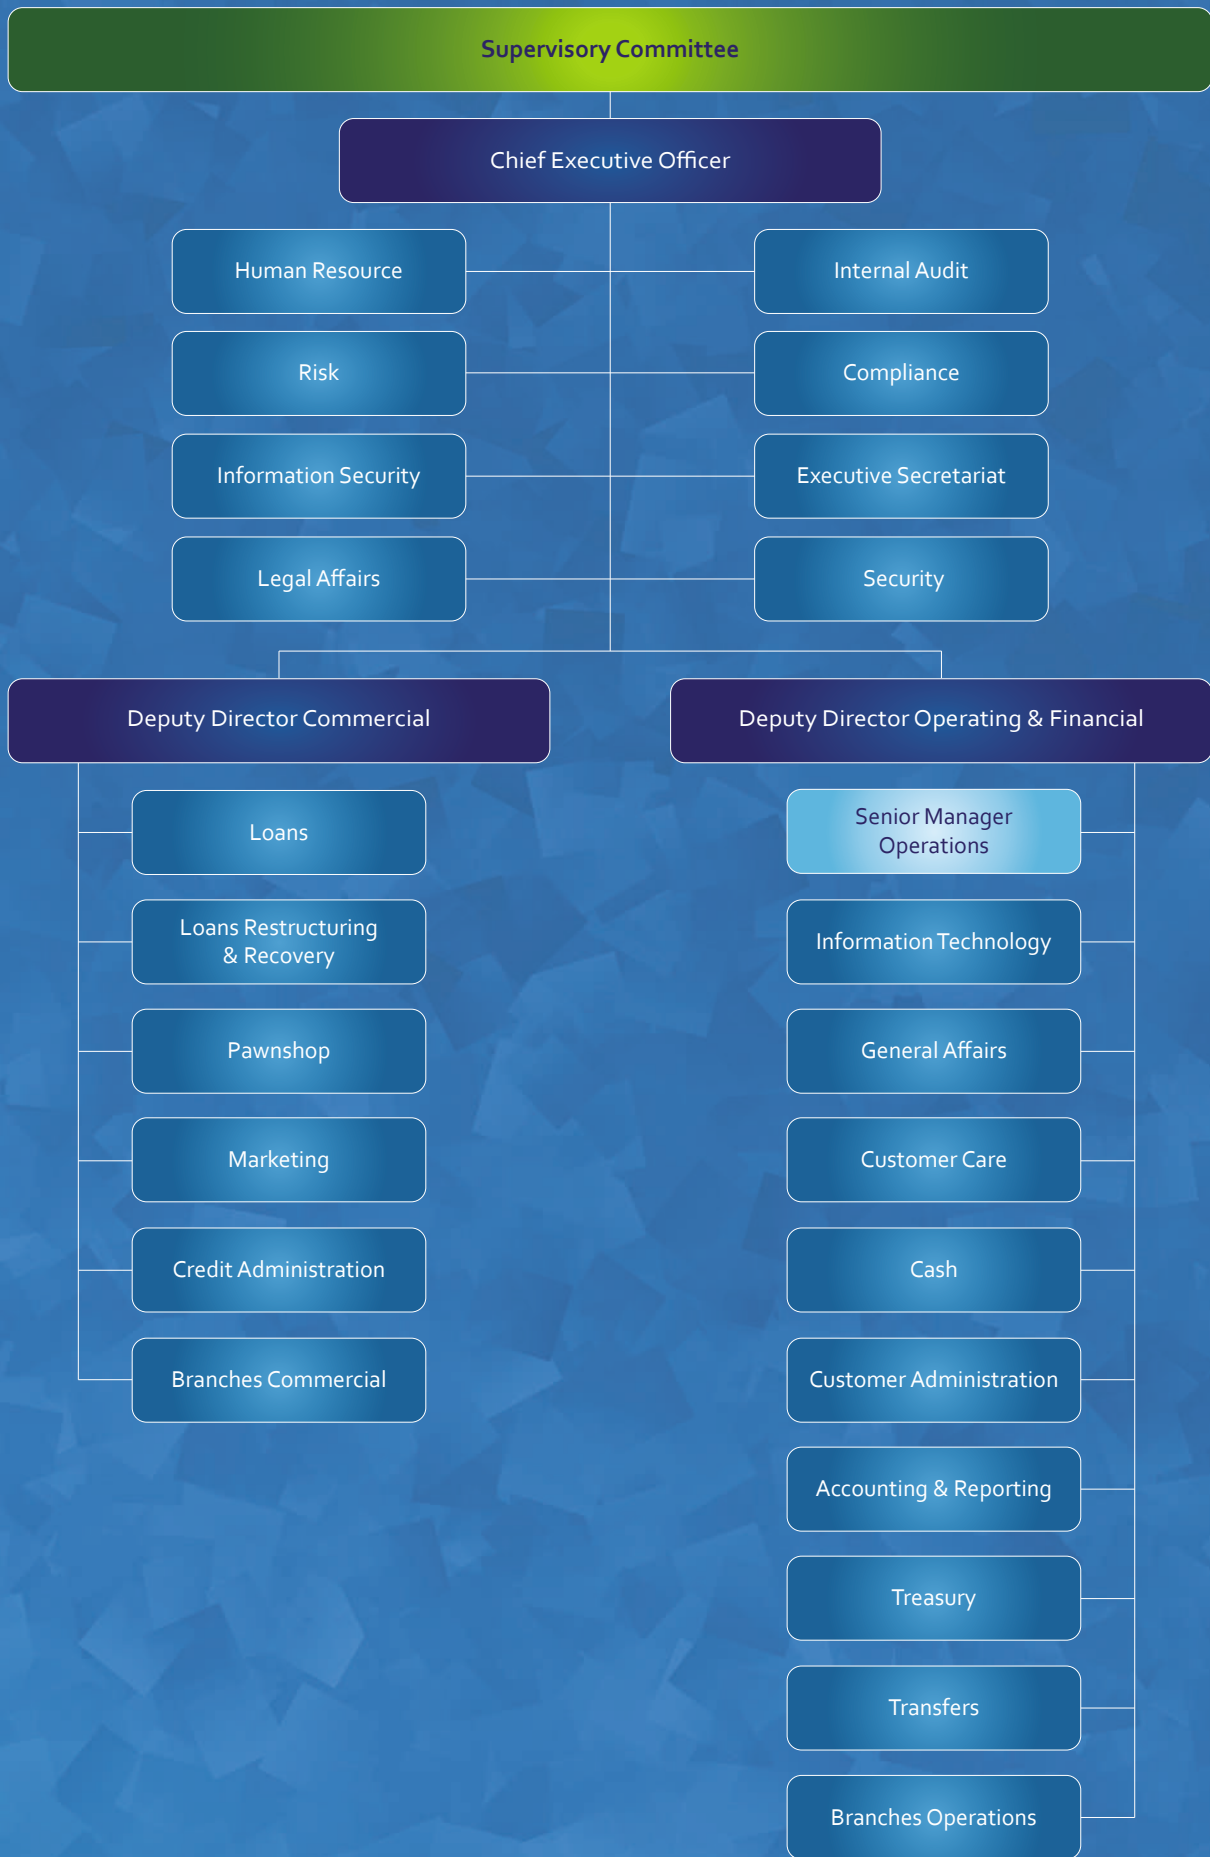 Supervisory Committee
Chief Executive Officer
Human Resource
Internal Audit
Risk
Compliance
Information Security
Executive Secretariat
Legal Affairs
Security
Deputy Director Commercial
Deputy Director Operating & Financial
Loans
Loans Restructuring
& Recovery
Pawnshop
Marketing
Credit Administration
Branches Commercial
Senior Manager
Operations
Information Technology
General Affairs
Customer Care
Cash
Customer Administration
Accounting & Reporting
Treasury
Transfers
Branches Operations